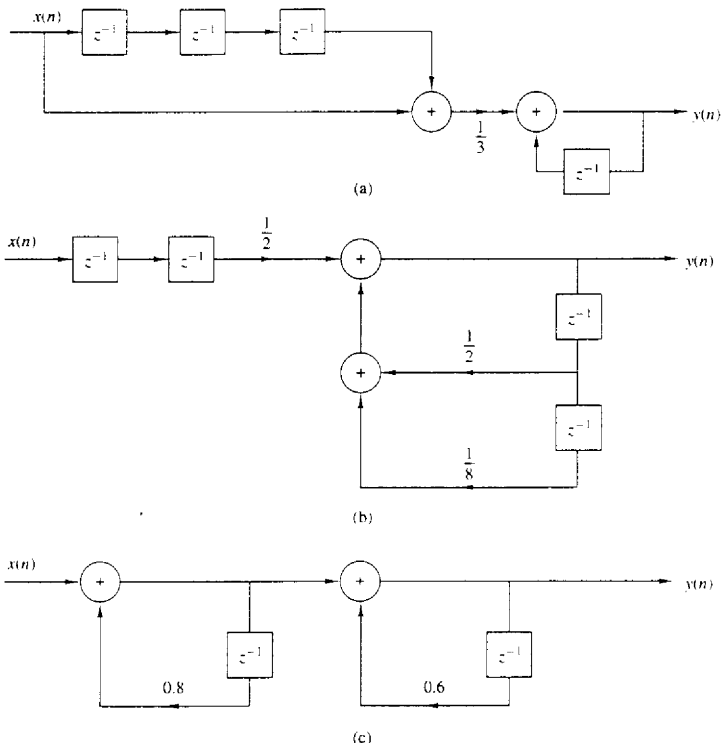 x(n)
z⁻¹ z⁻¹ z⁻¹
+ + y(n)
1/3
z⁻¹
(a)
x(n) 1/2
z⁻¹ z⁻¹ + y(n)
z⁻¹
1/2
+
z⁻¹
1/8
(b)
x(n)
+ + y(n)
z⁻¹ z⁻¹
0.8 0.6
(c)